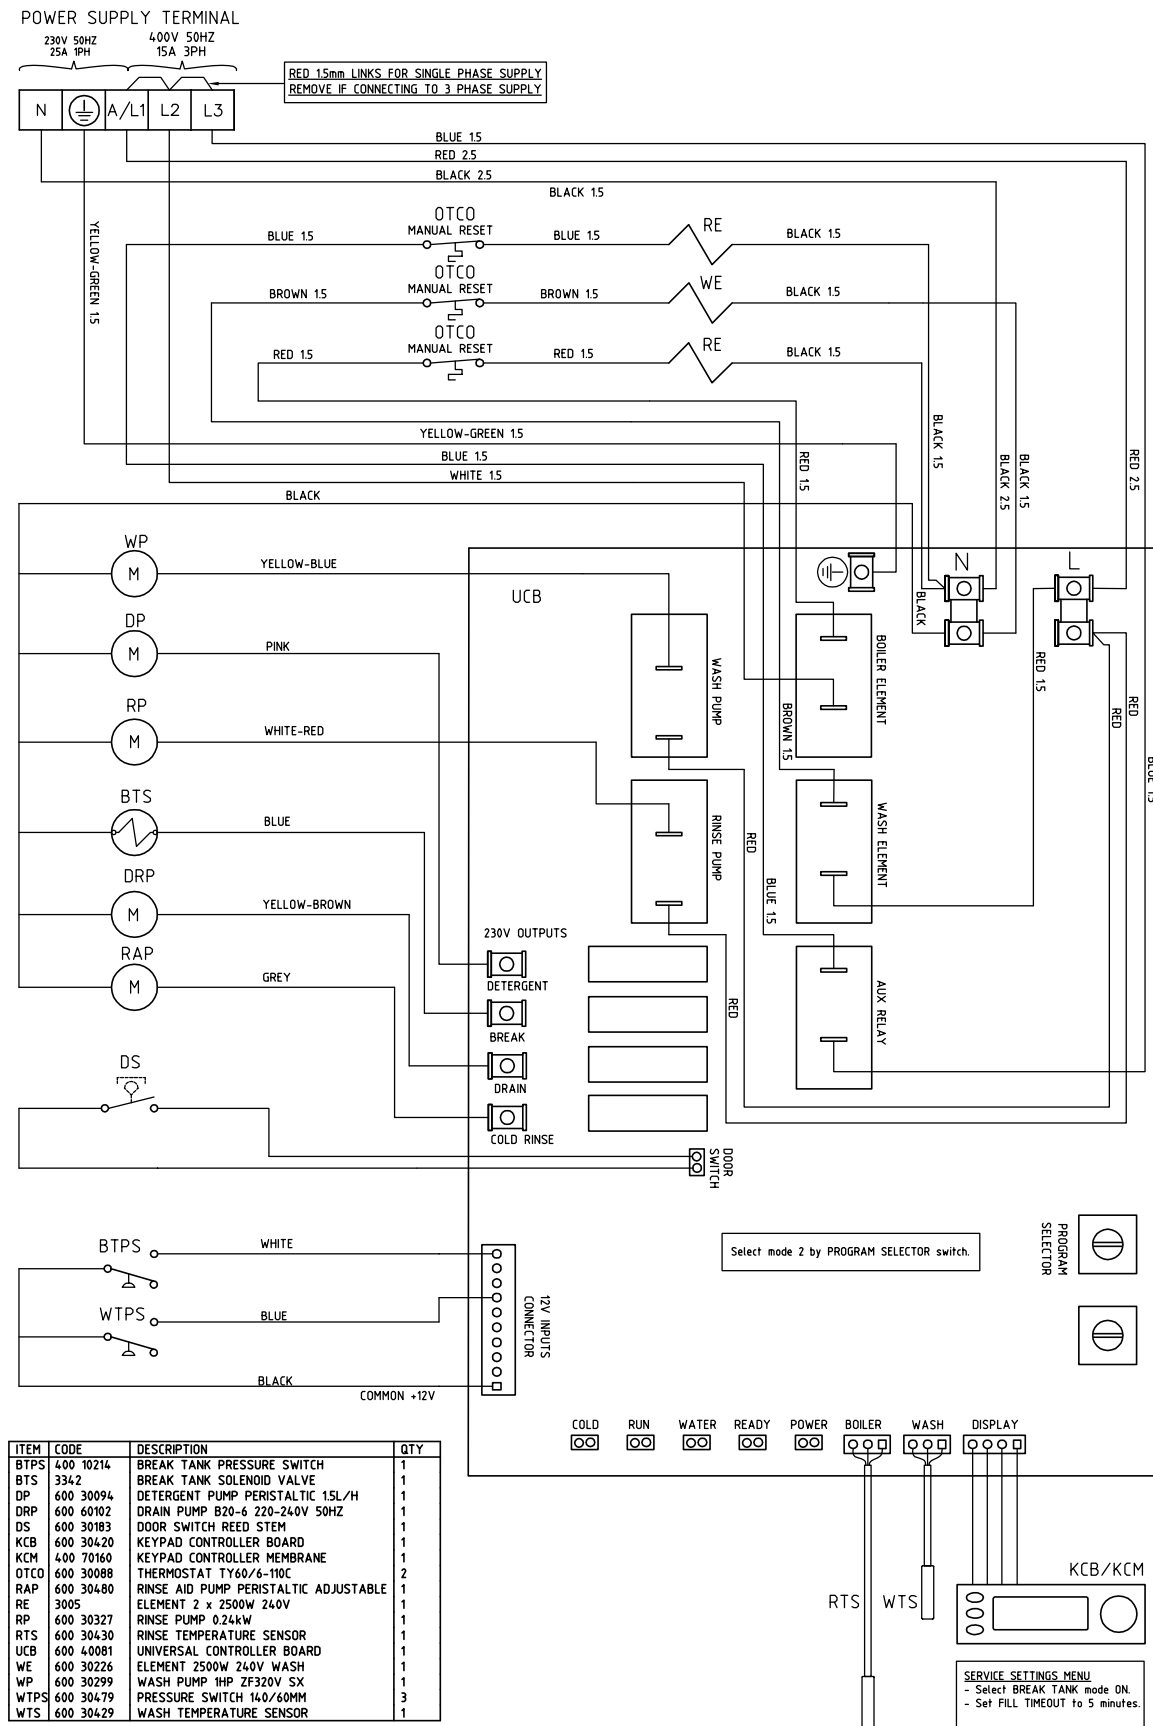 POWER SUPPLY TERMINAL
230V 50HZ
25A 1PH
400V 50HZ
15A 3PH
RED 1.5mm LINKS FOR SINGLE PHASE SUPPLY
REMOVE IF CONNECTING TO 3 PHASE SUPPLY
N A/L1 L2 L3
BLUE 1.5
RED 2.5
BLACK 2.5
BLACK 1.5
YELLOW-GREEN 1.5
OTCO
MANUAL RESET
BLUE 1.5
BLUE 1.5
RE
BLACK 1.5
OTCO
MANUAL RESET
BROWN 1.5
BROWN 1.5
WE
BLACK 1.5
OTCO
MANUAL RESET
RED 1.5
RED 1.5
RE
BLACK 1.5
YELLOW-GREEN 1.5
BLUE 1.5
WHITE 1.5
BLACK
RED 1.5
BLACK 1.5
BLACK 2.5
BLACK 1.5
RED 2.5
WP
M
YELLOW-BLUE
UCB
N
L
BLACK
DP
M
PINK
WASH PUMP
BOILER ELEMENT
RED 1.5
RED
RED
RP
M
WHITE-RED
BROWN 1.5
BLUE 1.5
BTS
BLUE
RINSE PUMP
RED
WASH ELEMENT
DRP
M
YELLOW-BROWN
BLUE 1.5
RAP
M
GREY
230V OUTPUTS
DETERGENT
BREAK
DRAIN
COLD RINSE
RED
AUX RELAY
DS
DOOR
SWITCH
BTPS
WHITE
WTPS
BLUE
BLACK
COMMON +12V
12V INPUTS
CONNECTOR
Select mode 2 by PROGRAM SELECTOR switch.
PROGRAM
SELECTOR
COLD RUN WATER READY POWER BOILER WASH DISPLAY
ITEM CODE DESCRIPTION QTY
BTPS 400 10214 BREAK TANK PRESSURE SWITCH 1
BTS 3342 BREAK TANK SOLENOID VALVE 1
DP 600 30094 DETERGENT PUMP PERISTALTIC 1.5L/H 1
DRP 600 60102 DRAIN PUMP B20-6 220-240V 50HZ 1
DS 600 30183 DOOR SWITCH REED STEM 1
KCB 600 30420 KEYPAD CONTROLLER BOARD 1
KCM 400 70160 KEYPAD CONTROLLER MEMBRANE 1
OTCO 600 30088 THERMOSTAT TY60/6-110C 2
RAP 600 30480 RINSE AID PUMP PERISTALTIC ADJUSTABLE 1
RE 3005 ELEMENT 2 x 2500W 240V 1
RP 600 30327 RINSE PUMP 0.24kW 1
RTS 600 30430 RINSE TEMPERATURE SENSOR 1
UCB 600 40081 UNIVERSAL CONTROLLER BOARD 1
WE 600 30226 ELEMENT 2500W 240V WASH 1
WP 600 30299 WASH PUMP 1HP ZF320V SX 1
WTPS 600 30479 PRESSURE SWITCH 140/60MM 3
WTS 600 30429 WASH TEMPERATURE SENSOR 1
RTS
WTS
KCB/KCM
SERVICE SETTINGS MENU
- Select BREAK TANK mode ON.
- Set FILL TIMEOUT to 5 minutes.